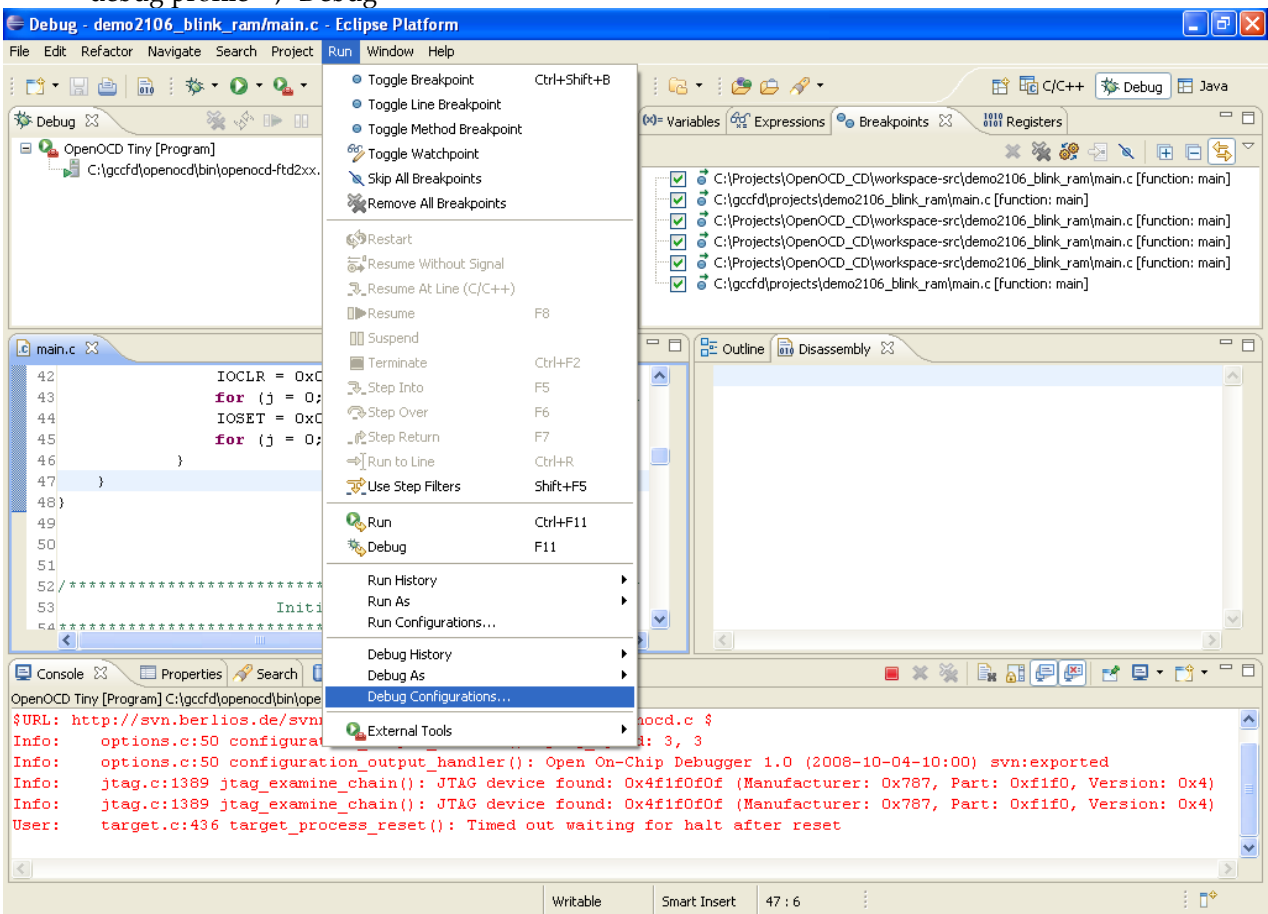 debug profile Debug
Debug - demo2106_blink_ram/main.c - Eclipse Platform
File Edit Refactor Navigate Search Project Run Window Help
C/C++ Debug Java
Debug
OpenOCD Tiny [Program]
C:\gccfd\openocd\bin\openocd-ftd2xx.
Toggle Breakpoint Ctrl+Shift+B
Toggle Line Breakpoint
Toggle Method Breakpoint
Toggle Watchpoint
Skip All Breakpoints
Remove All Breakpoints
Restart
Resume Without Signal
Resume At Line (C/C++)
Resume F8
Suspend
Terminate Ctrl+F2
Step Into F5
Step Over F6
Step Return F7
Run to Line Ctrl+R
Use Step Filters Shift+F5
Run Ctrl+F11
Debug F11
Run History
Run As
Run Configurations...
Debug History
Debug As
Debug Configurations...
External Tools
(x)= Variables Expressions Breakpoints Registers
C:\Projects\OpenOCD_CD\workspace-src\demo2106_blink_ram\main.c [function: main]
C:\gccfd\projects\demo2106_blink_ram\main.c [function: main]
C:\Projects\OpenOCD_CD\workspace-src\demo2106_blink_ram\main.c [function: main]
C:\Projects\OpenOCD_CD\workspace-src\demo2106_blink_ram\main.c [function: main]
C:\Projects\OpenOCD_CD\workspace-src\demo2106_blink_ram\main.c [function: main]
C:\gccfd\projects\demo2106_blink_ram\main.c [function: main]
main.c
42 IOCLR = 0x0
43 for (j = 0;
44 IOSET = 0x0
45 for (j = 0;
46 }
47 }
48 }
49
50
51
52 /**************************
53 Initi
54 **************************
Outline Disassembly
Console Properties Search
OpenOCD Tiny [Program] C:\gccfd\openocd\bin\ope
$URL: http://svn.berlios.de/svn nocd.c $
Info: options.c:50 configurat d: 3, 3
Info: options.c:50 configuration_output_handler(): Open On-Chip Debugger 1.0 (2008-10-04-10:00) svn:exported
Info: jtag.c:1389 jtag_examine_chain(): JTAG device found: 0x4f1f0f0f (Manufacturer: 0x787, Part: 0xf1f0, Version: 0x4)
Info: jtag.c:1389 jtag_examine_chain(): JTAG device found: 0x4f1f0f0f (Manufacturer: 0x787, Part: 0xf1f0, Version: 0x4)
User: target.c:436 target_process_reset(): Timed out waiting for halt after reset
Writable Smart Insert 47 : 6